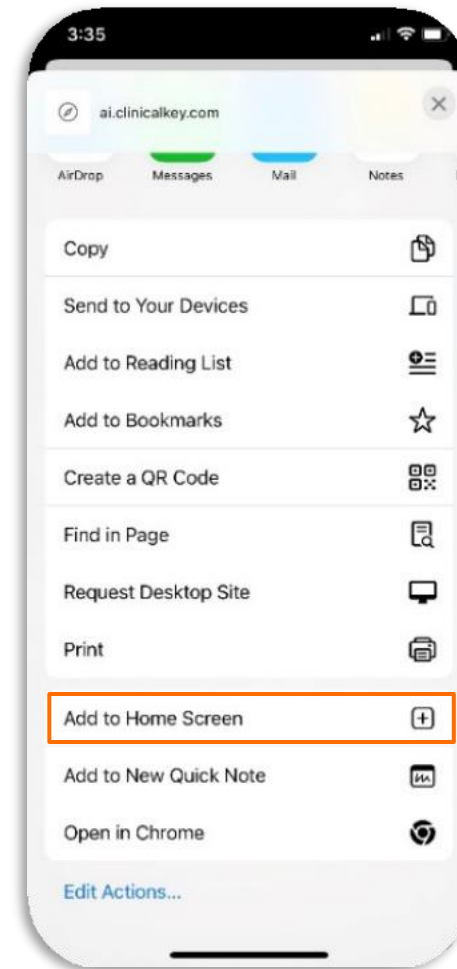 3:35
ai.clinicalkey.com
AirDrop Messages Mail Notes
Copy
Send to Your Devices
Add to Reading List
Add to Bookmarks
Create a QR Code
Find in Page
Request Desktop Site
Print
Add to Home Screen
Add to New Quick Note
Open in Chrome
Edit Actions...